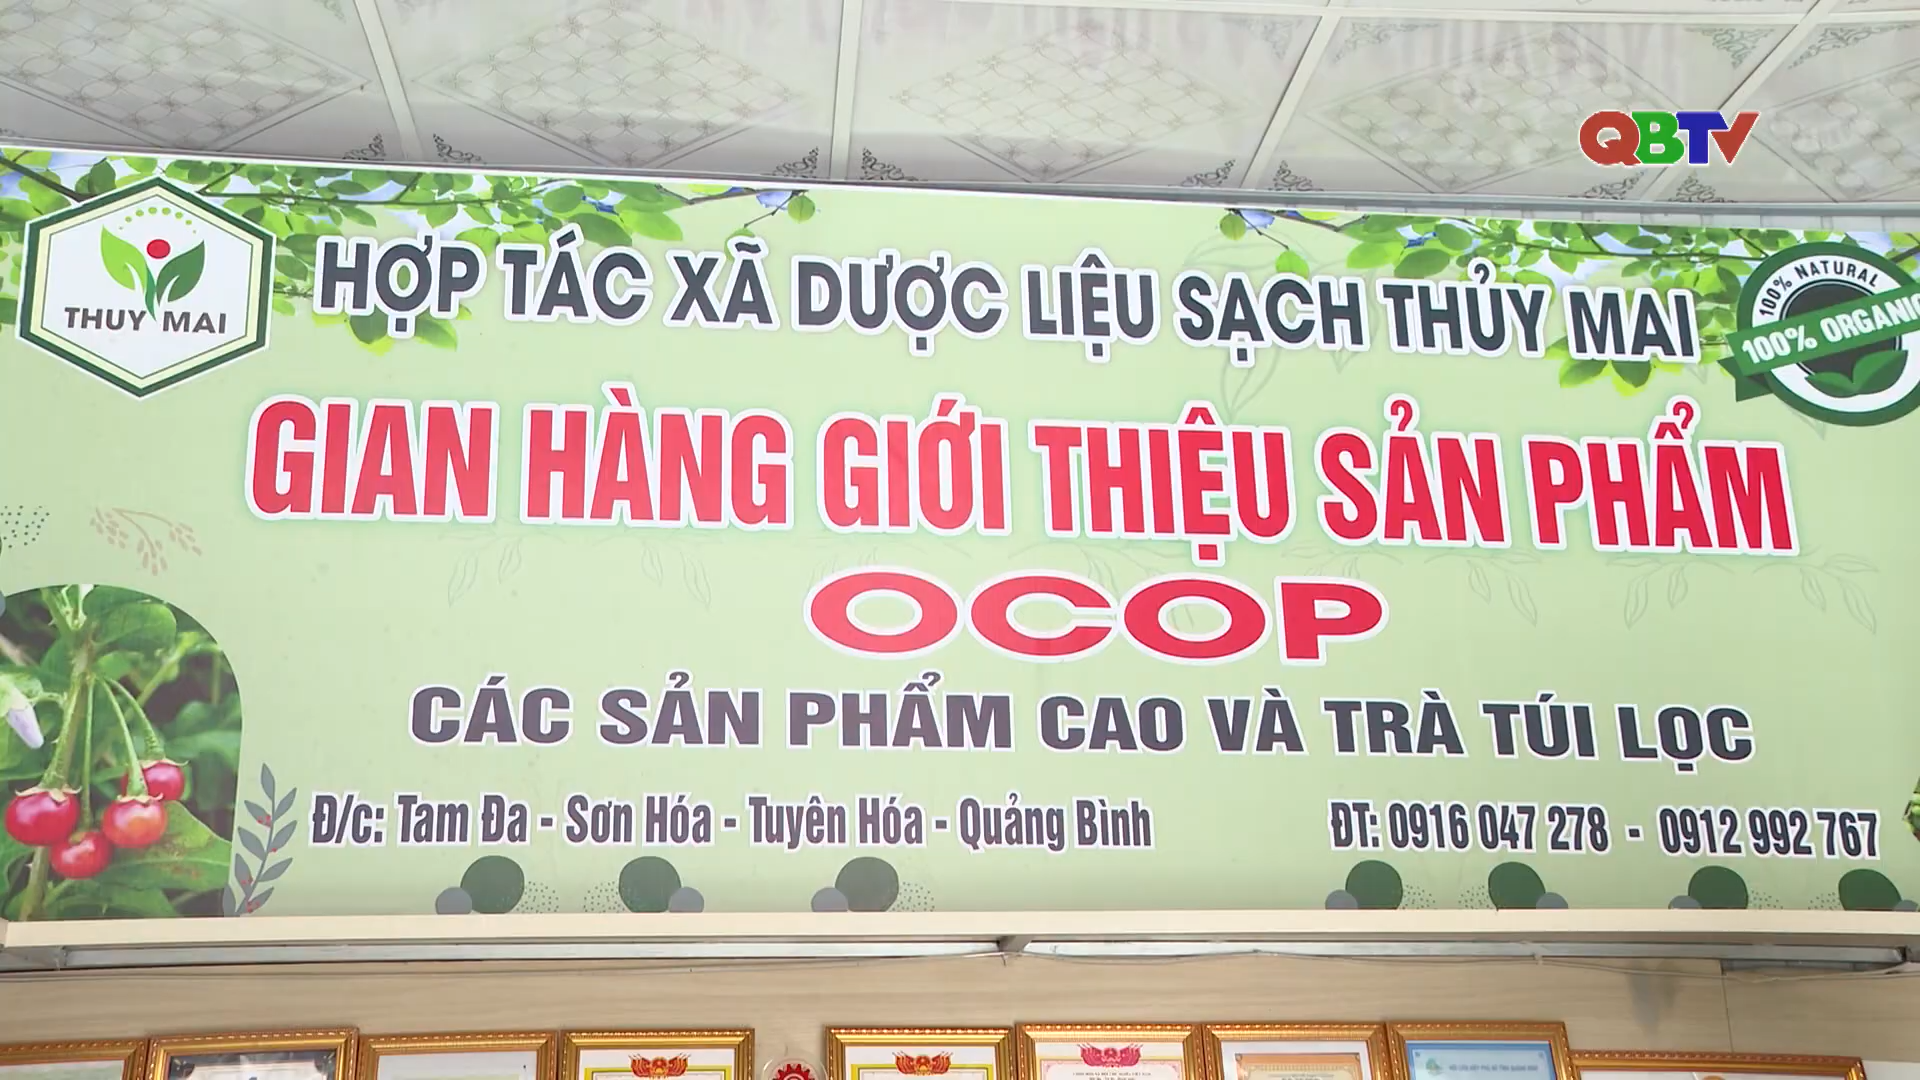 QBTV
THUY MAI
HỢP TÁC XÃ DƯỢC LIỆU SẠCH THỦY MAI
100% NATURAL
100% ORGANIC
GIAN HÀNG GIỚI THIỆU SẢN PHẨM
OCOP
CÁC SẢN PHẨM CAO VÀ TRÀ TÚI LỌC
Đ/c: Tam Đa - Sơn Hóa - Tuyên Hóa - Quảng Bình
ĐT: 0916 047 278 - 0912 992 767